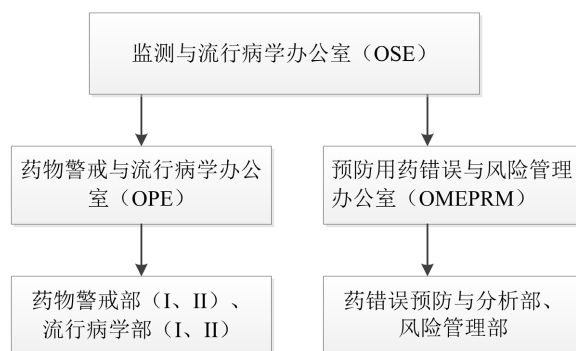 监测与流行病学办公室（OSE）
药物警戒与流行病学办公
室（OPE）
预防用药错误与风险管理
办公室（OMEPRM）
药物警戒部（I、II）、
流行病学部（I、II）
药错误预防与分析部、
风险管理部